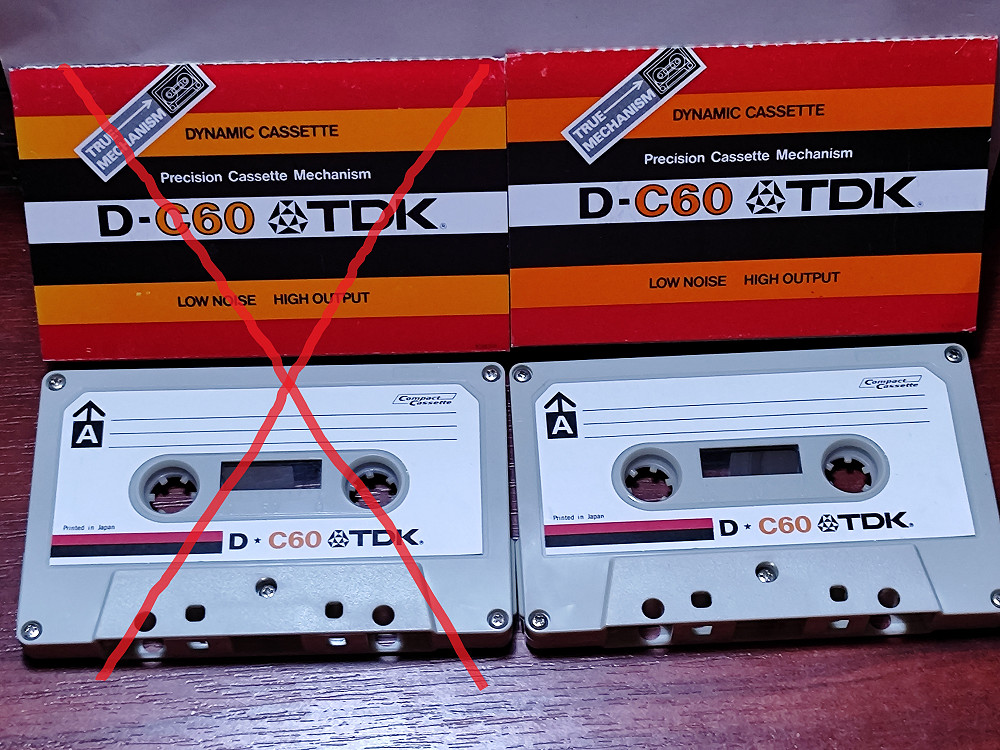 TRUE
MECHANISM
DYNAMIC CASSETTE
Precision Cassette Mechanism
D-C60 TDK®
LOW NOISE HIGH OUTPUT
TRUE
MECHANISM
DYNAMIC CASSETTE
Precision Cassette Mechanism
D-C60 TDK®
LOW NOISE HIGH OUTPUT
Compact
Cassette
A
Printed in Japan
D★C60 TDK®
Compact
Cassette
A
Printed in Japan
D★C60 TDK®